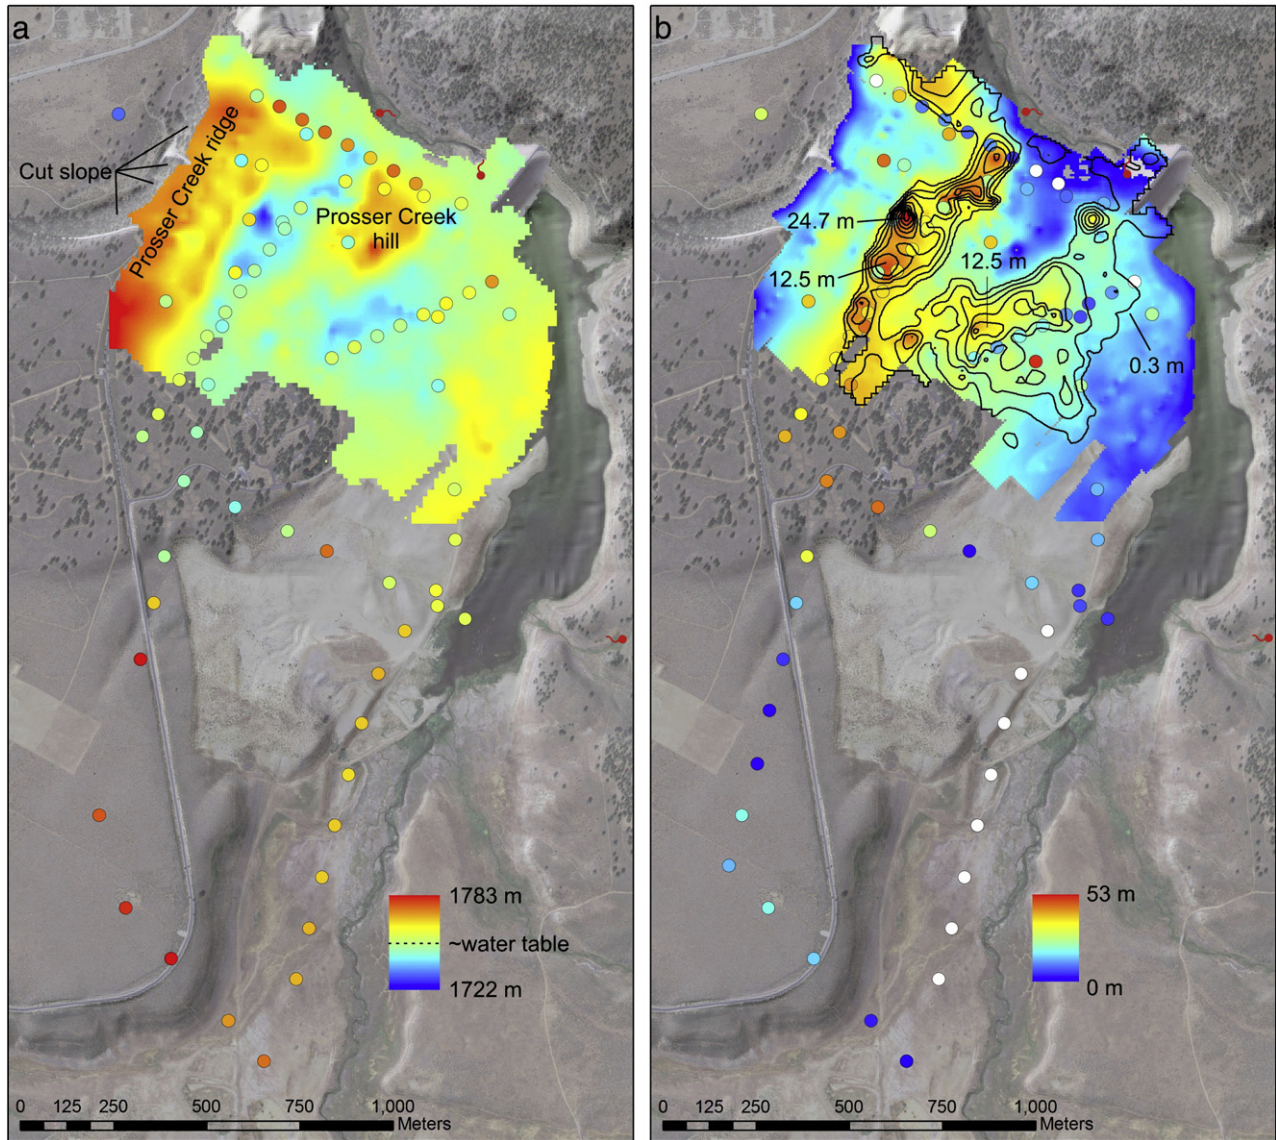 a
Cut slope
Prosser Creek ridge
Prosser Creek
hill
1783 m
~water table
1722 m
0 125 250 500 750 1,000
Meters
b
24.7 m
12.5 m
12.5 m
0.3 m
53 m
0 m
0 125 250 500 750 1,000
Meters